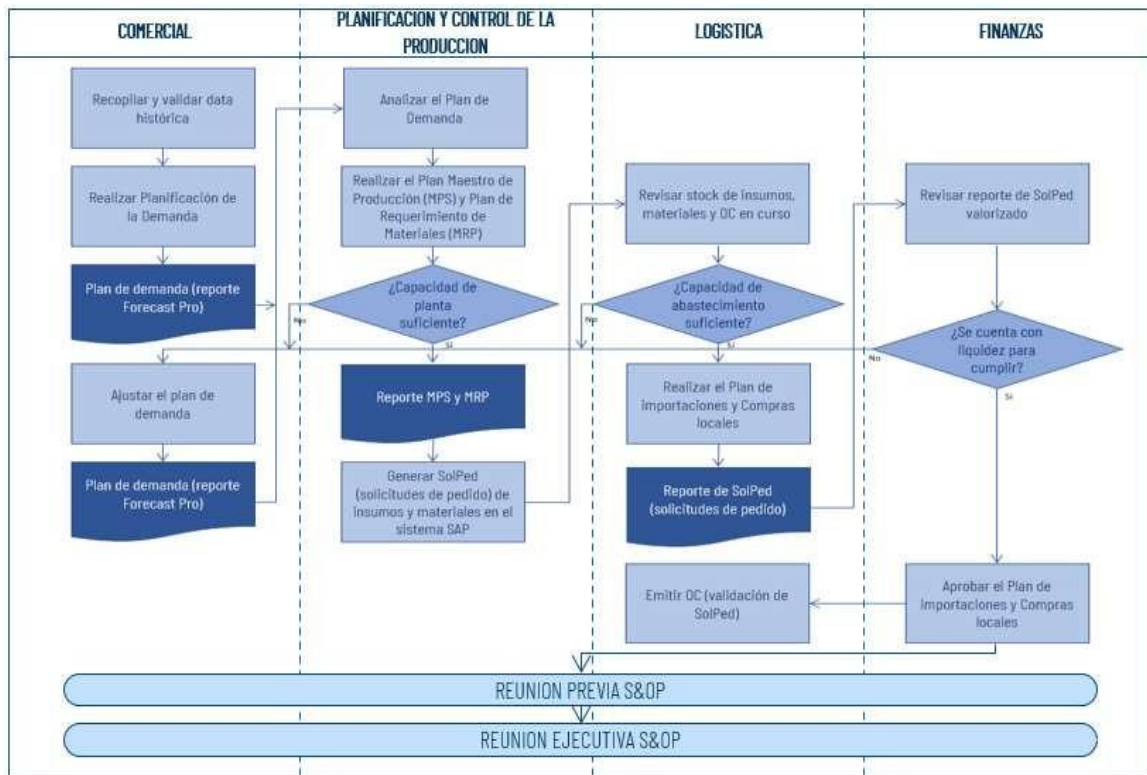 COMERCIAL
PLANIFICACION Y CONTROL DE LA
PRODUCCION
LOGISTICA
FINANZAS
Recopilar y validar data
histórica
Realizar Planificación de
la Demanda
Plan de demanda (reporte
Forecast Pro)
Ajustar el plan de
demanda
Plan de demanda (reporte
Forecast Pro)
Analizar el Plan de
Demanda
Realizar el Plan Maestro de
Producción (MPS) y Plan de
Requerimiento de
Materiales (MRP)
¿Capacidad de
planta
suficiente?
No
Si
Reporte MPS y MRP
Generar SolPed
(solicitudes de pedido) de
insumos y materiales en el
sistema SAP
Revisar stock de insumos,
materiales y OC en curso
¿Capacidad de
abastecimiento
suficiente?
No
Si
Realizar el Plan de
importaciones y Compras
locales
Reporte de SolPed
(solicitudes de pedido)
Emitir OC (validación de
SolPed)
Revisar reporte de SolPed
valorizado
¿Se cuenta con
liquidez para
cumplir?
No
Si
Aprobar el Plan de
importaciones y Compras
locales
REUNION PREVIA S&OP
REUNION EJECUTIVA S&OP